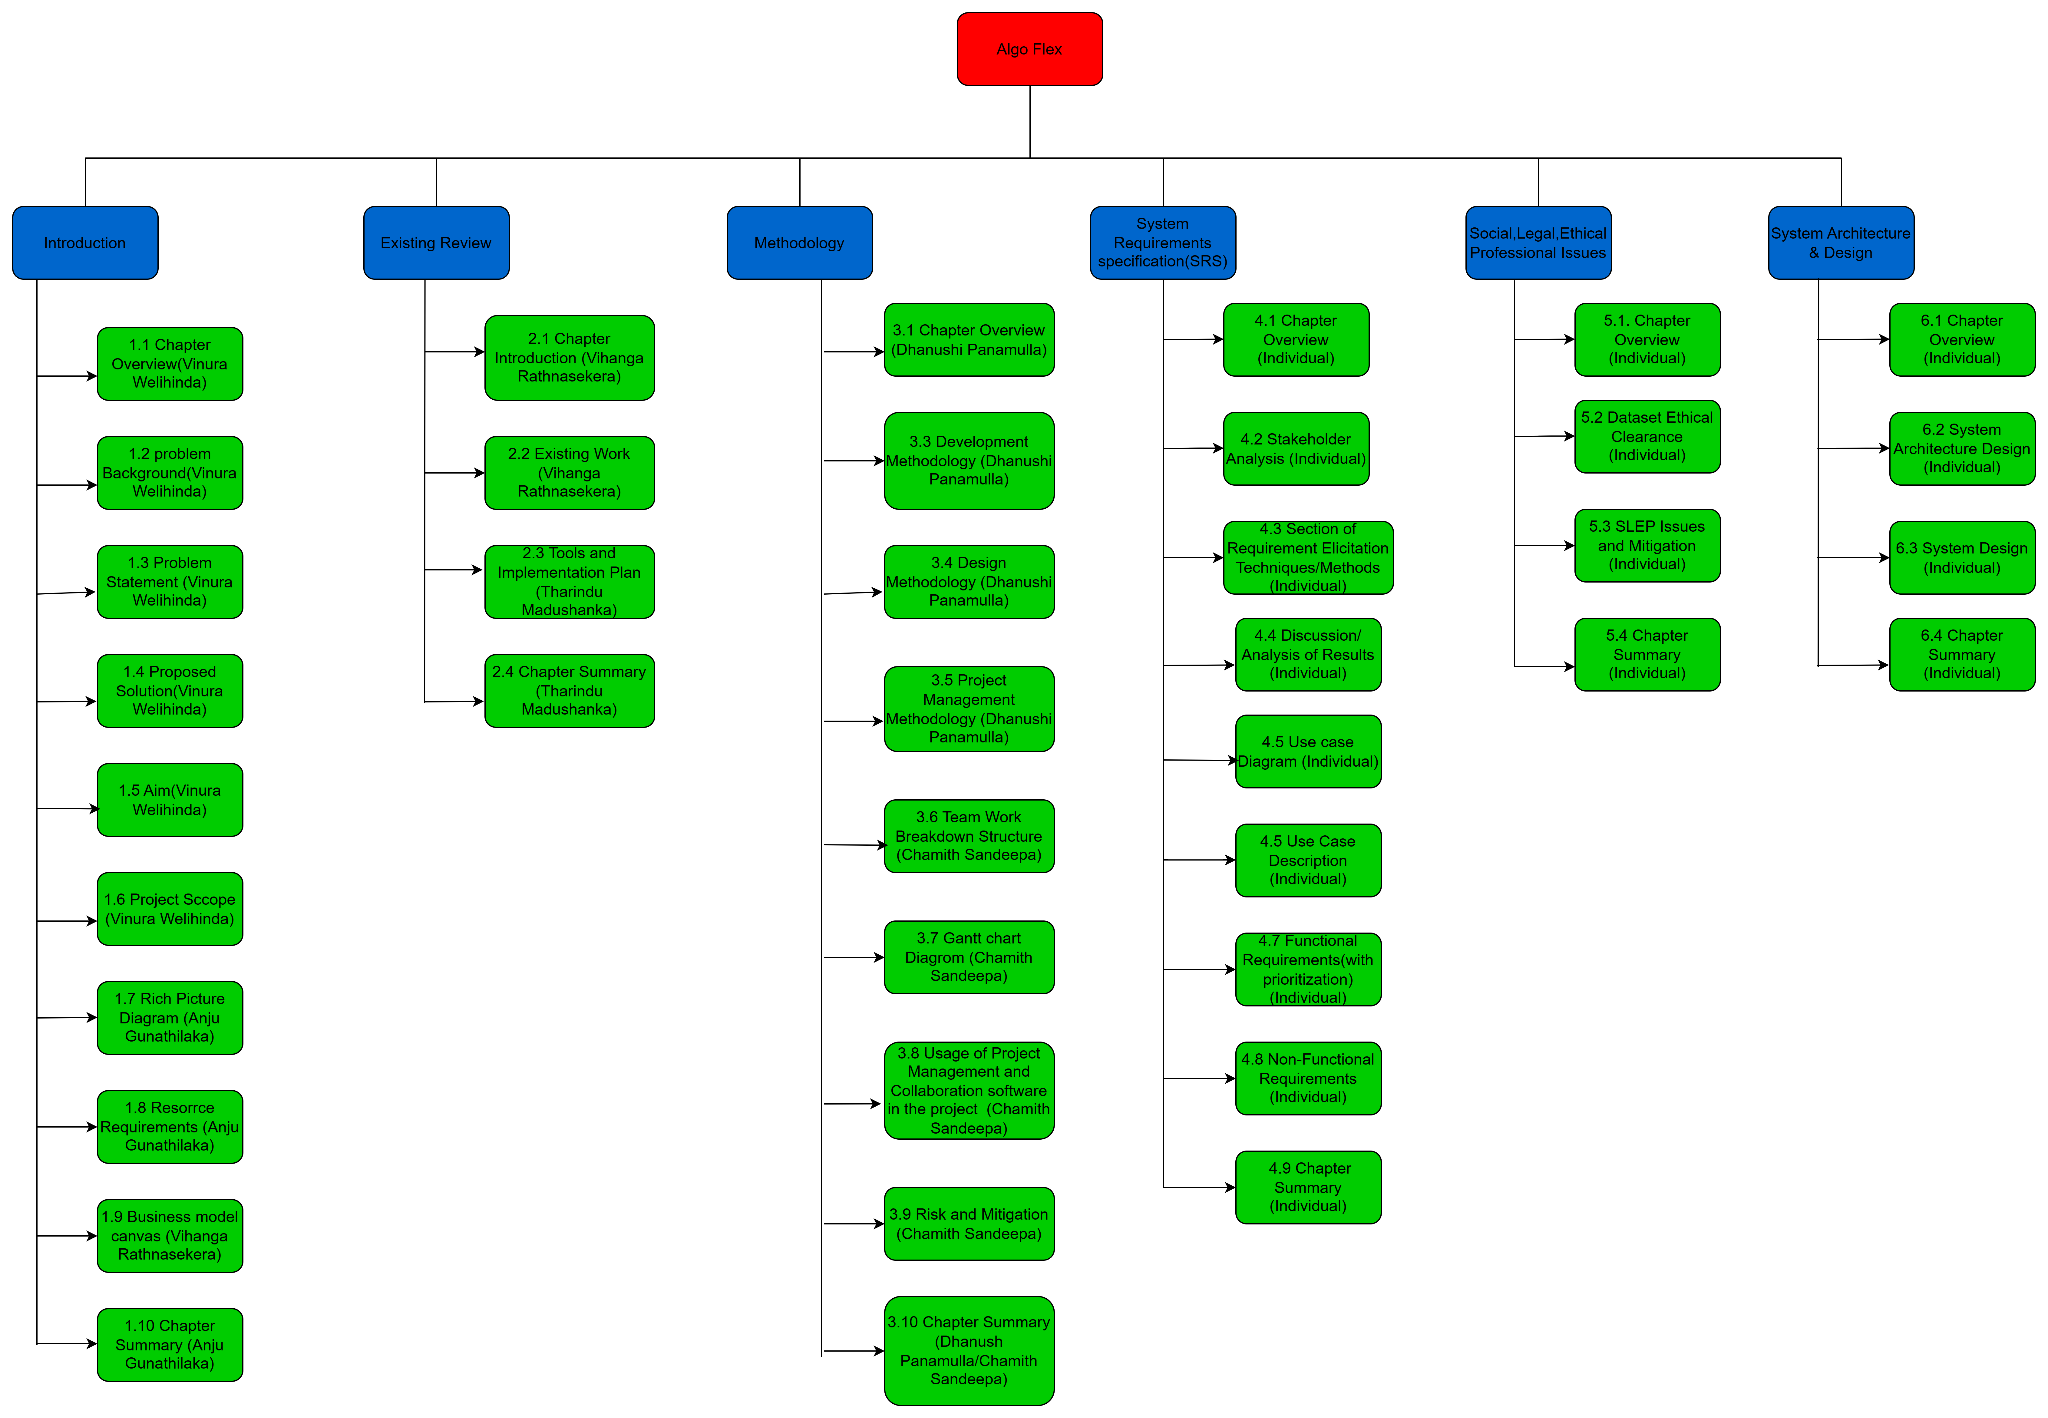 Algo Flex
Introduction
1.1 Chapter
Overview(Vinura
Welihinda)
1.2 problem
Background(Vinura
Welihinda)
1.3 Problem
Statement (Vinura
Welihinda)
1.4 Proposed
Solution(Vinura
Welihinda)
1.5 Aim(Vinura
Welihinda)
1.6 Project Sccope
(Vinura Welihinda)
1.7 Rich Picture
Diagram (Anju
Gunathilaka)
1.8 Resorrce
Requirements (Anju
Gunathilaka)
1.9 Business model
canvas (Vihanga
Rathnasekera)
1.10 Chapter
Summary (Anju
Gunathilaka)
Existing Review
2.1 Chapter
Introduction (Vihanga
Rathnasekera)
2.2 Existing Work
(Vihanga
Rathnasekera)
2.3 Tools and
Implementation Plan
(Tharindu
Madushanka)
2.4 Chapter Summary
(Tharindu
Madushanka)
Methodology
3.1 Chapter Overview
(Dhanushi Panamulla)
3.3 Development
Methodology (Dhanushi
Panamulla)
3.4 Design
Methodology (Dhanushi
Panamulla)
3.5 Project
Management
Methodology (Dhanushi
Panamulla)
3.6 Team Work
Breakdown Structure
(Chamith Sandeepa)
3.7 Gantt chart
Diagrom (Chamith
Sandeepa)
3.8 Usage of Project
Management and
Collaboration software
in the project  (Chamith
Sandeepa)
3.9 Risk and Mitigation
(Chamith Sandeepa)
3.10 Chapter Summary
(Dhanush
Panamulla/Chamith
Sandeepa)
System
Requirements
specification(SRS)
4.1 Chapter
Overview
(Individual)
4.2 Stakeholder
Analysis (Individual)
4.3 Section of
Requirement Elicitation
Techniques/Methods
(Individual)
4.4 Discussion/
Analysis of Results
(Individual)
4.5 Use case
Diagram (Individual)
4.5 Use Case
Description
(Individual)
4.7 Functional
Requirements(with
prioritization)
(Individual)
4.8 Non-Functional
Requirements
(Individual)
4.9 Chapter
Summary
(Individual)
Social,Legal,Ethical
Professional Issues
5.1. Chapter
Overview
(Individual)
5.2 Dataset Ethical
Clearance
(Individual)
5.3 SLEP Issues
and Mitigation
(Individual)
5.4 Chapter
Summary
(Individual)
System Architecture
& Design
6.1 Chapter
Overview
(Individual)
6.2 System
Architecture Design
(Individual)
6.3 System Design
(Individual)
6.4 Chapter
Summary
(Individual)